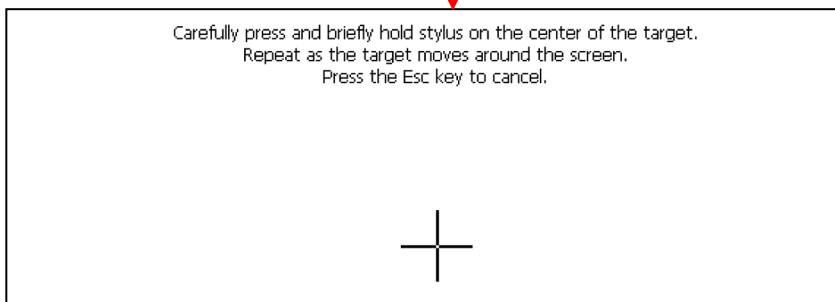 Carefully press and briefly hold stylus on the center of the target.
Repeat as the target moves around the screen.
Press the Esc key to cancel.